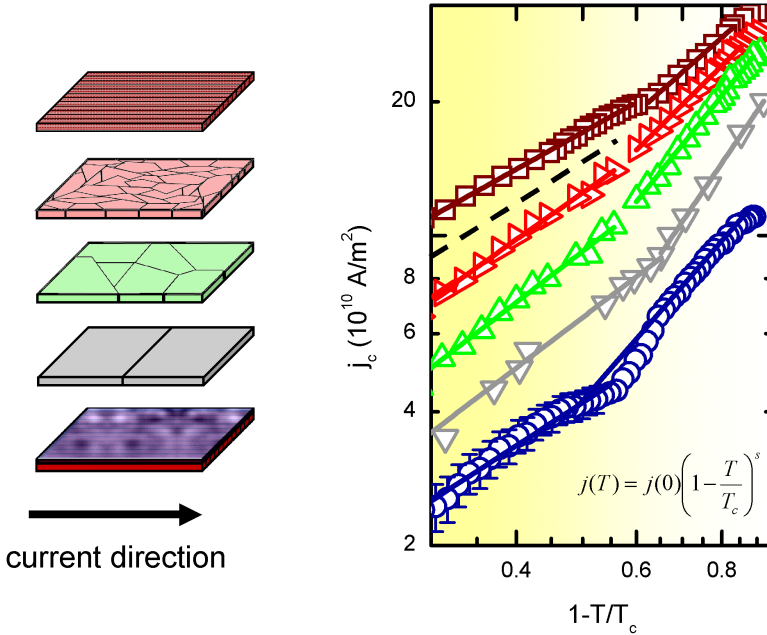 current direction
j_c (10^10 A/m^2)
20
8
6
4
2
j(T) = j(0)(1-T/T_c)^s
0.4
0.6
0.8
1-T/T_c